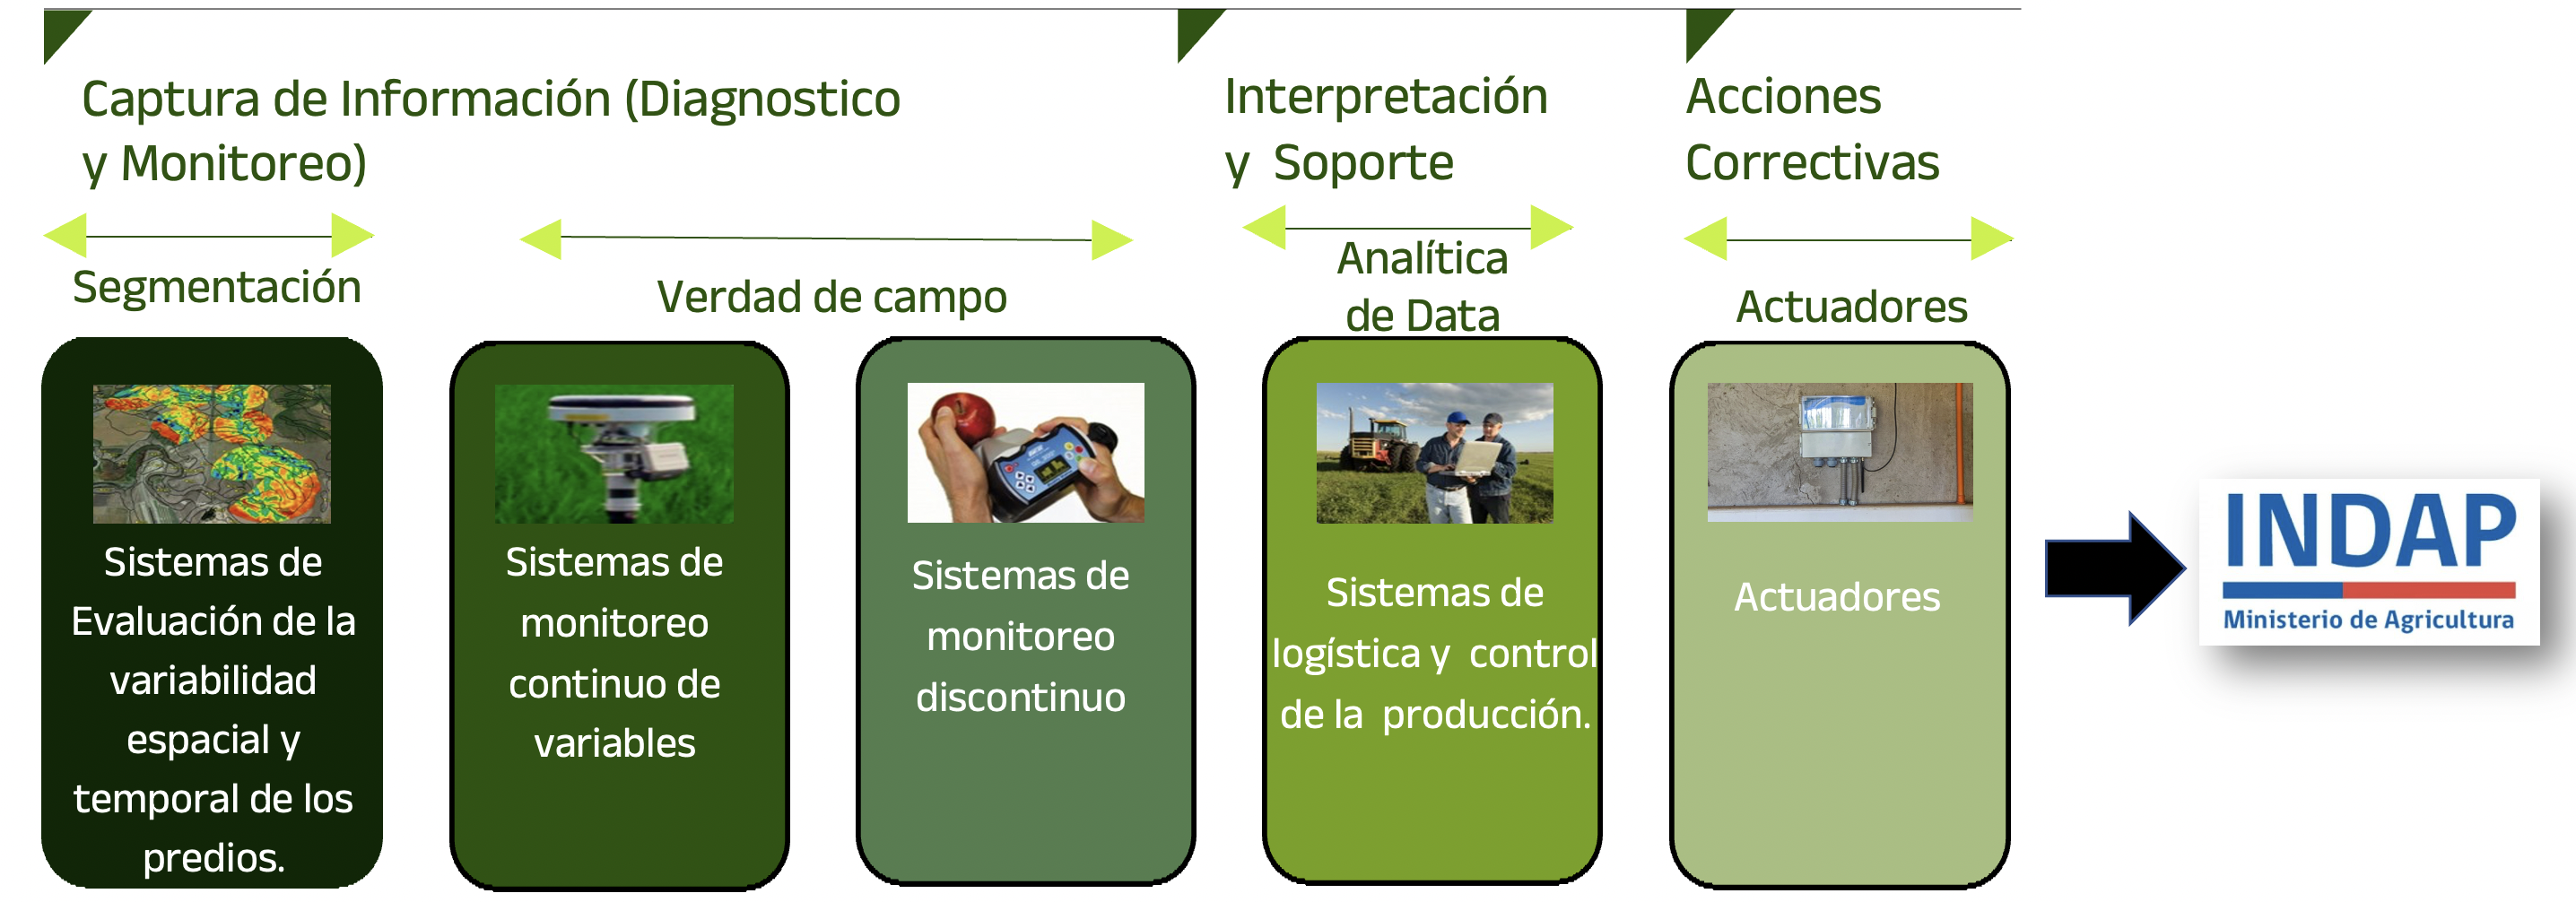 Captura de Información (Diagnostico
y Monitoreo)
Interpretación
y Soporte
Acciones
Correctivas
Segmentación
Verdad de campo
Analítica
de Data
Actuadores
Sistemas de
Evaluación de la
variabilidad
espacial y
temporal de los
predios.
Sistemas de
monitoreo
continuo de
variables
Sistemas de
monitoreo
discontinuo
Sistemas de
logística y control
de la producción.
Actuadores
INDAP
Ministerio de Agricultura